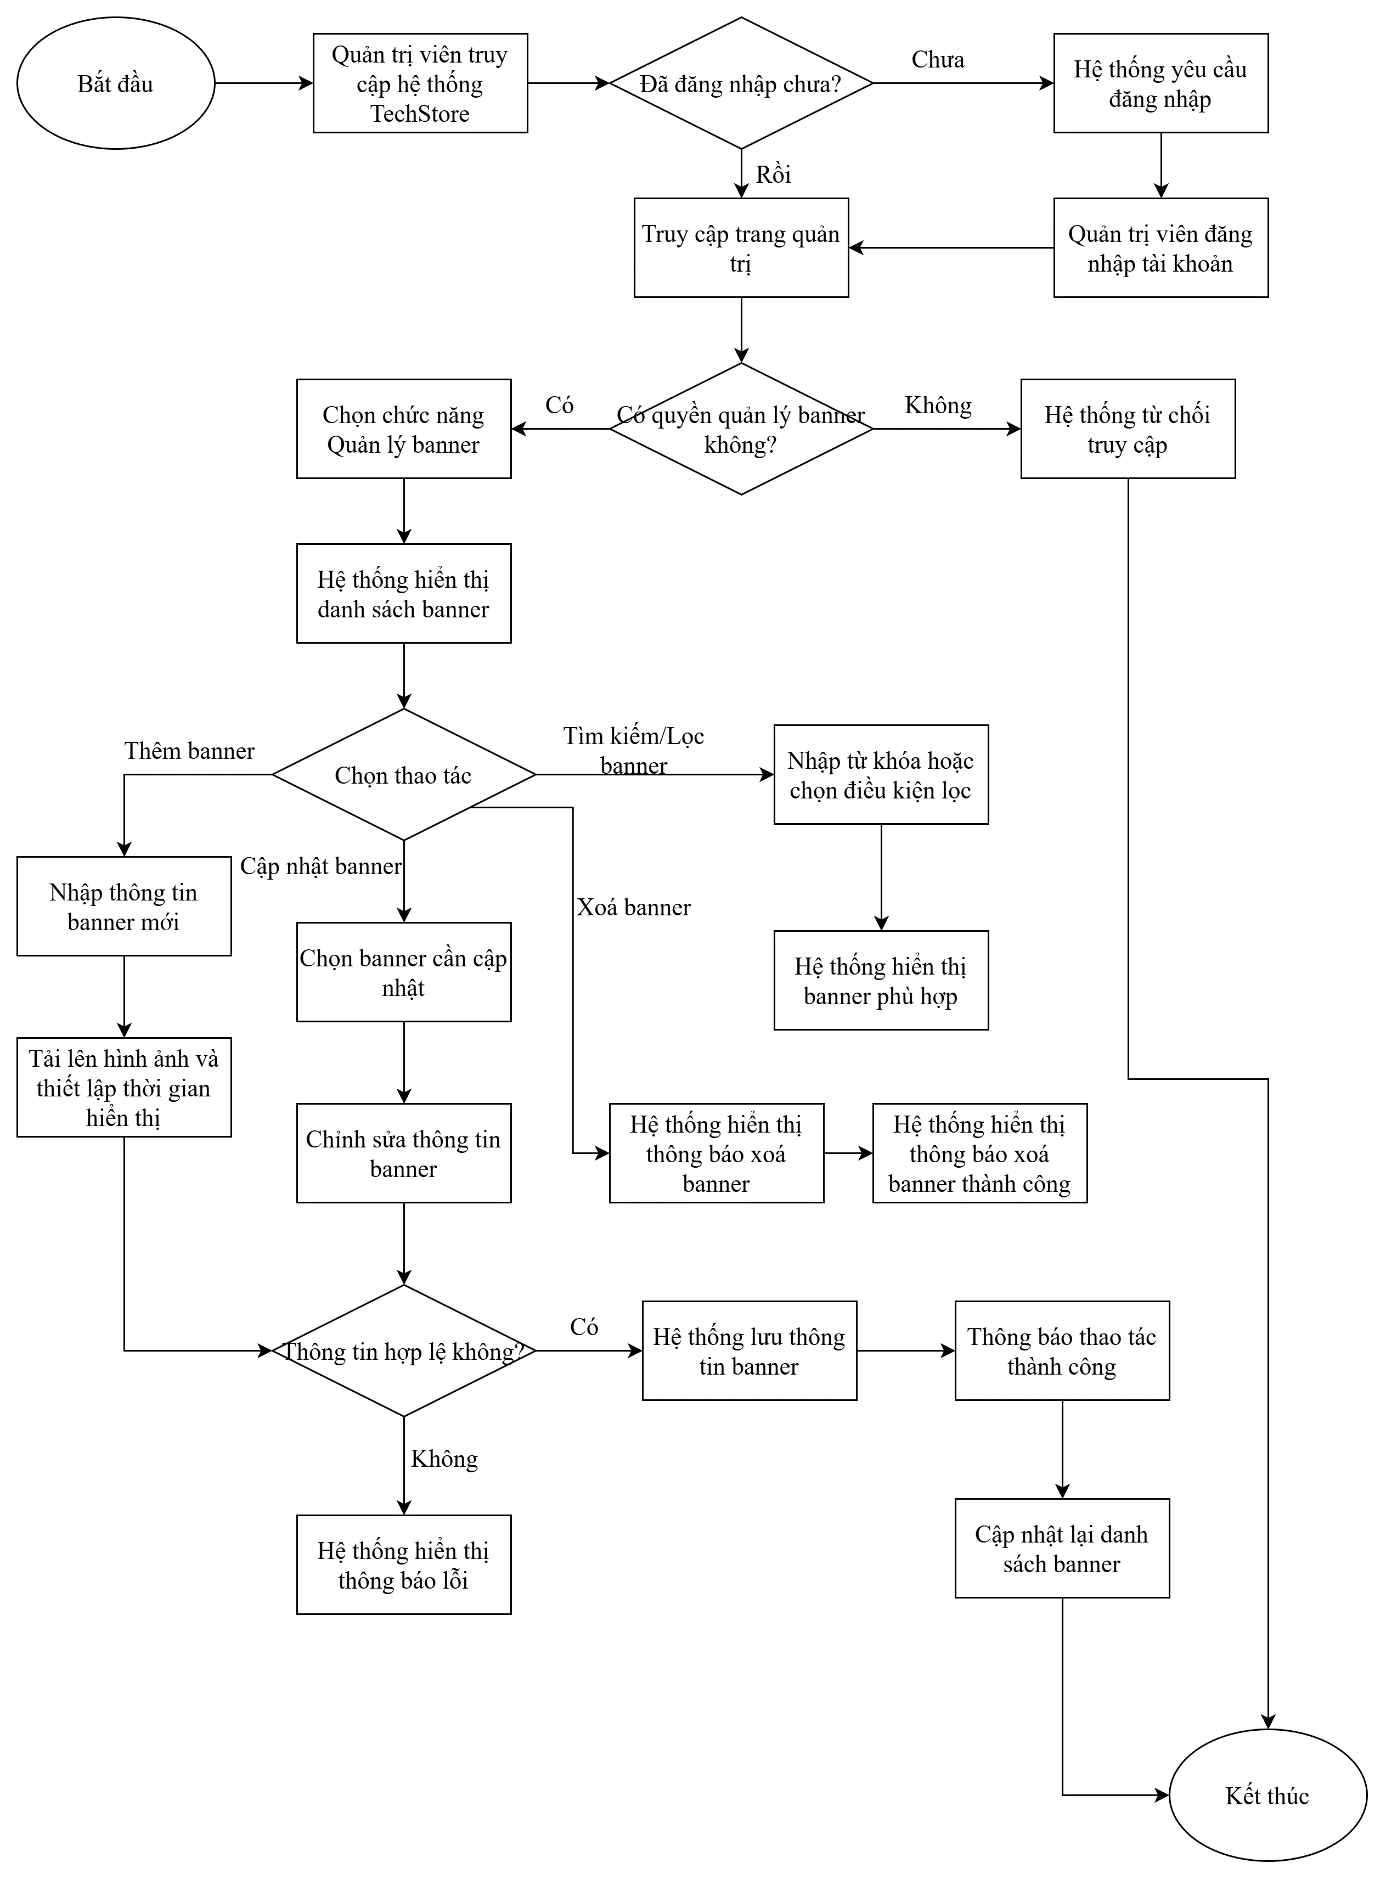 Bắt đầu
Quản trị viên truy
cập hệ thống
TechStore
Đã đăng nhập chưa?
Chưa
Hệ thống yêu cầu
đăng nhập
Rồi
Truy cập trang quản
trị
Quản trị viên đăng
nhập tài khoản
Chọn chức năng
Quản lý banner
Có
Có quyền quản lý banner
không?
Không
Hệ thống từ chối
truy cập
Hệ thống hiển thị
danh sách banner
Thêm banner
Chọn thao tác
Tìm kiếm/Lọc
banner
Nhập từ khóa hoặc
chọn điều kiện lọc
Cập nhật banner
Xoá banner
Nhập thông tin
banner mới
Chọn banner cần cập
nhật
Hệ thống hiển thị
banner phù hợp
Tải lên hình ảnh và
thiết lập thời gian
hiển thị
Chỉnh sửa thông tin
banner
Hệ thống hiển thị
thông báo xoá
banner
Hệ thống hiển thị
thông báo xoá
banner thành công
Thông tin hợp lệ không?
Có
Hệ thống lưu thông
tin banner
Thông báo thao tác
thành công
Không
Hệ thống hiển thị
thông báo lỗi
Cập nhật lại danh
sách banner
Kết thúc